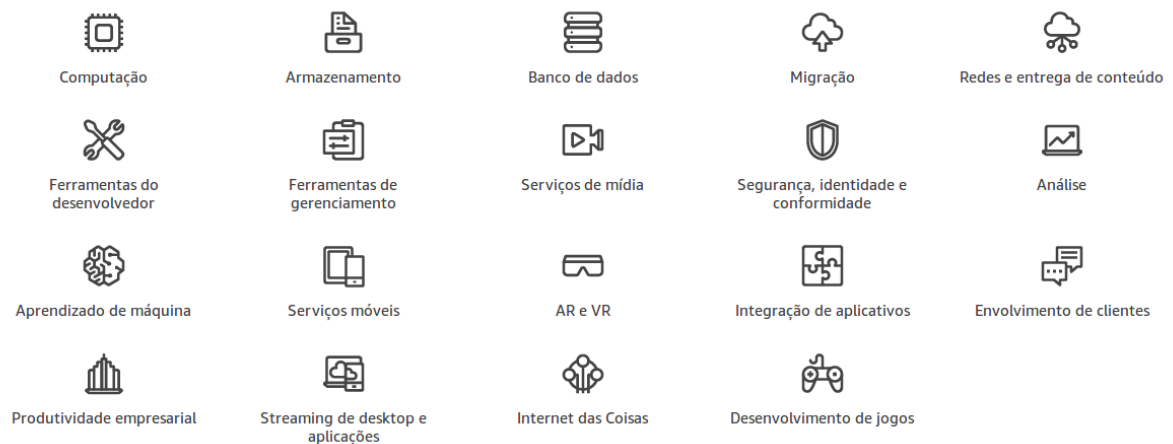 Computação
Armazenamento
Banco de dados
Migração
Redes e entrega de conteúdo
Ferramentas do
desenvolvedor
Ferramentas de
gerenciamento
Serviços de mídia
Segurança, identidade e
conformidade
Análise
Aprendizado de máquina
Serviços móveis
AR e VR
Integração de aplicativos
Envolvimento de clientes
Produtividade empresarial
Streaming de desktop e
aplicações
Internet das Coisas
Desenvolvimento de jogos